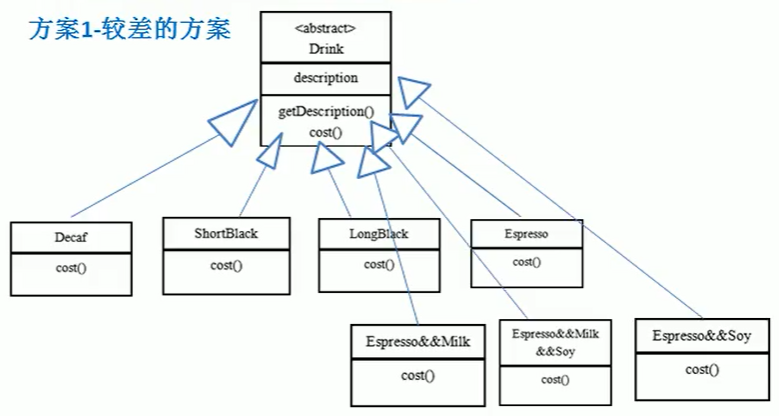 方案1-较差的方案
<abstract>
Drink
description
getDescription()
cost()
Decaf
cost()
ShortBlack
cost()
LongBlack
cost()
Espresso
cost()
Espresso&&Milk
cost()
Espresso&&Milk
&&Soy
cost()
Espresso&&Soy
cost()